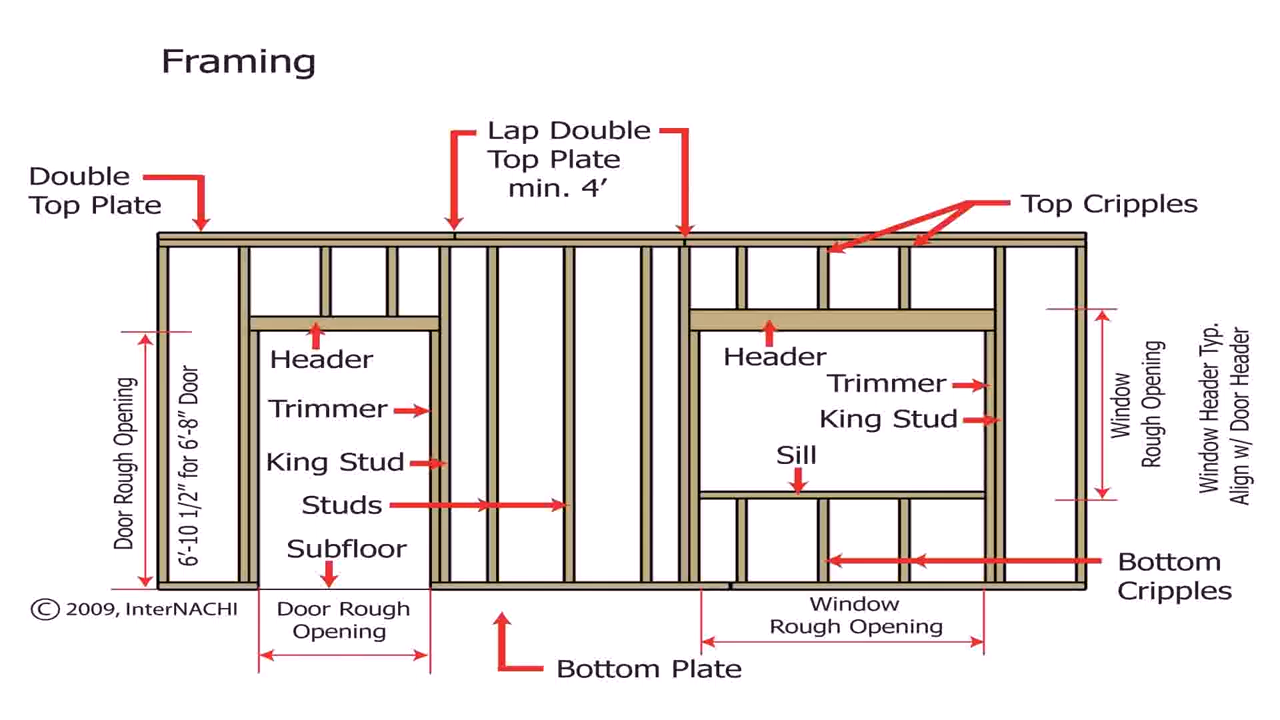 Framing
Lap Double
Top Plate
min. 4’
Double
Top Plate
Top Cripples
Header
Header
Trimmer
King Stud
Trimmer
King Stud
Sill
Studs
Subfloor
Door Rough Opening
6’-10 1/2” for 6’-8” Door
Window
Rough Opening
Window Header Typ.
Align w/ Door Header
Bottom
Cripples
© 2009, InterNACHI
Door Rough
Opening
Window
Rough Opening
Bottom Plate